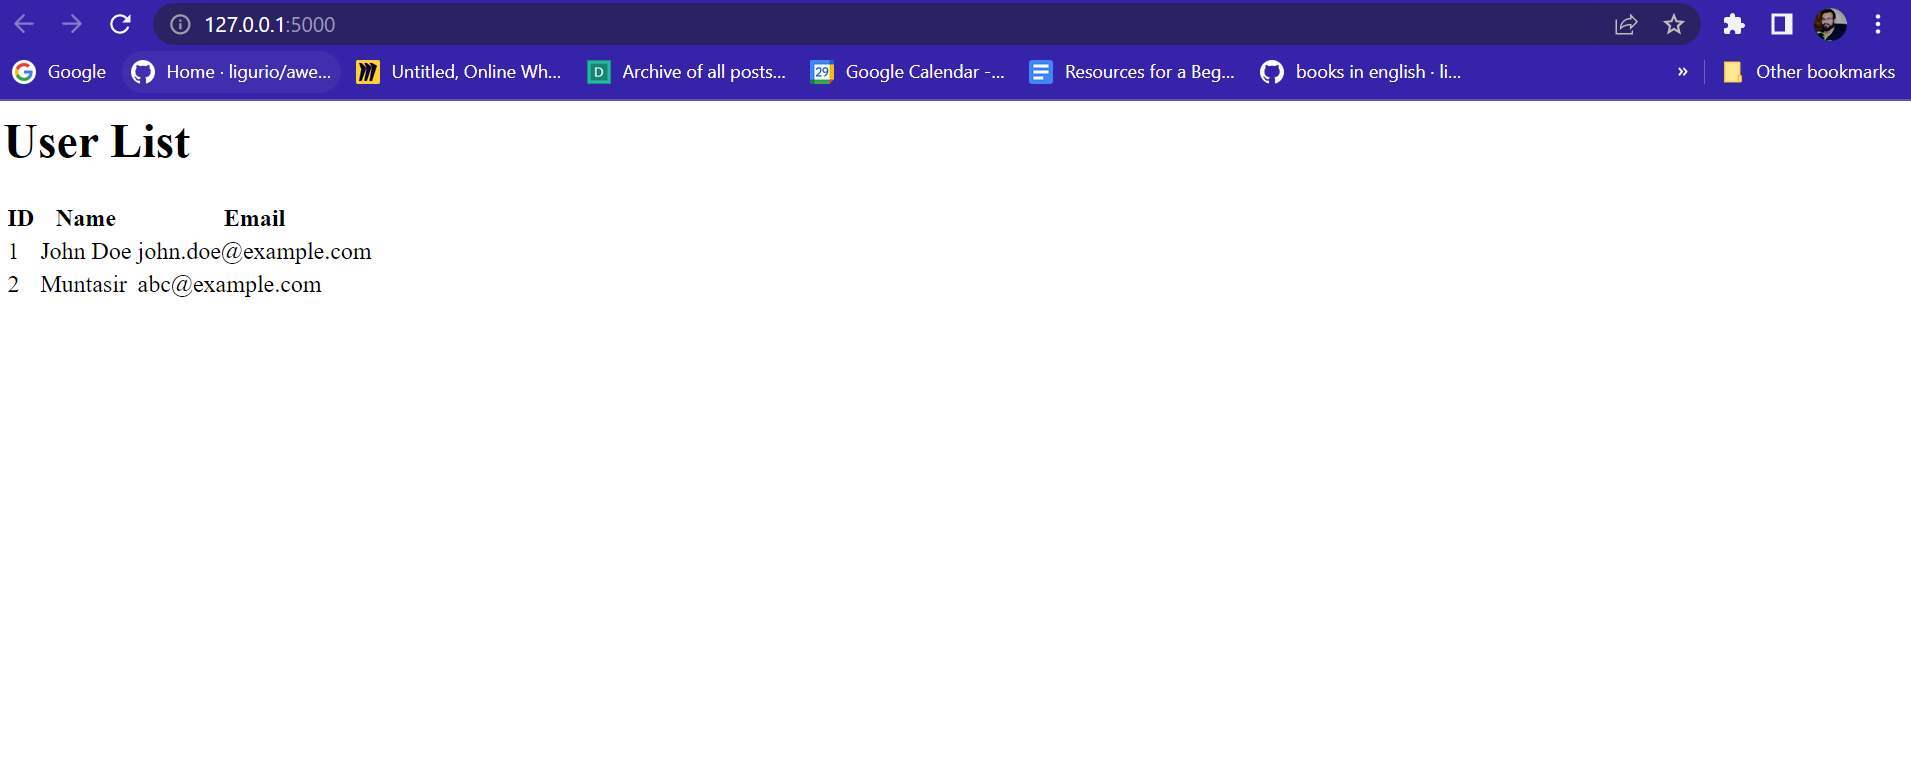 127.0.0.1:5000
Google Home · ligurio/awe... Untitled, Online Wh... D Archive of all posts... 29 Google Calendar -... Resources for a Beg... books in english · li... » Other bookmarks
User List
ID Name Email
1 John Doe john.doe@example.com
2 Muntasir abc@example.com